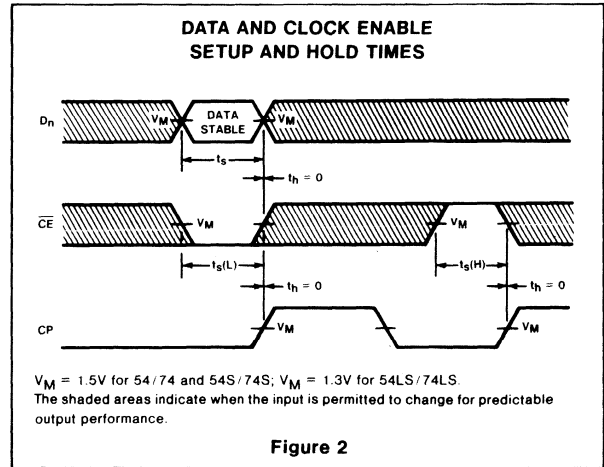 DATA AND CLOCK ENABLE
SETUP AND HOLD TIMES
Dn
VM
DATA
STABLE
VM
ts
th = 0
CE
VM
VM
ts(L)
ts(H)
th = 0
th = 0
CP
VM
VM
VM = 1.5V for 54/74 and 54S/74S; VM = 1.3V for 54LS/74LS.
The shaded areas indicate when the input is permitted to change for predictable
output performance.
Figure 2